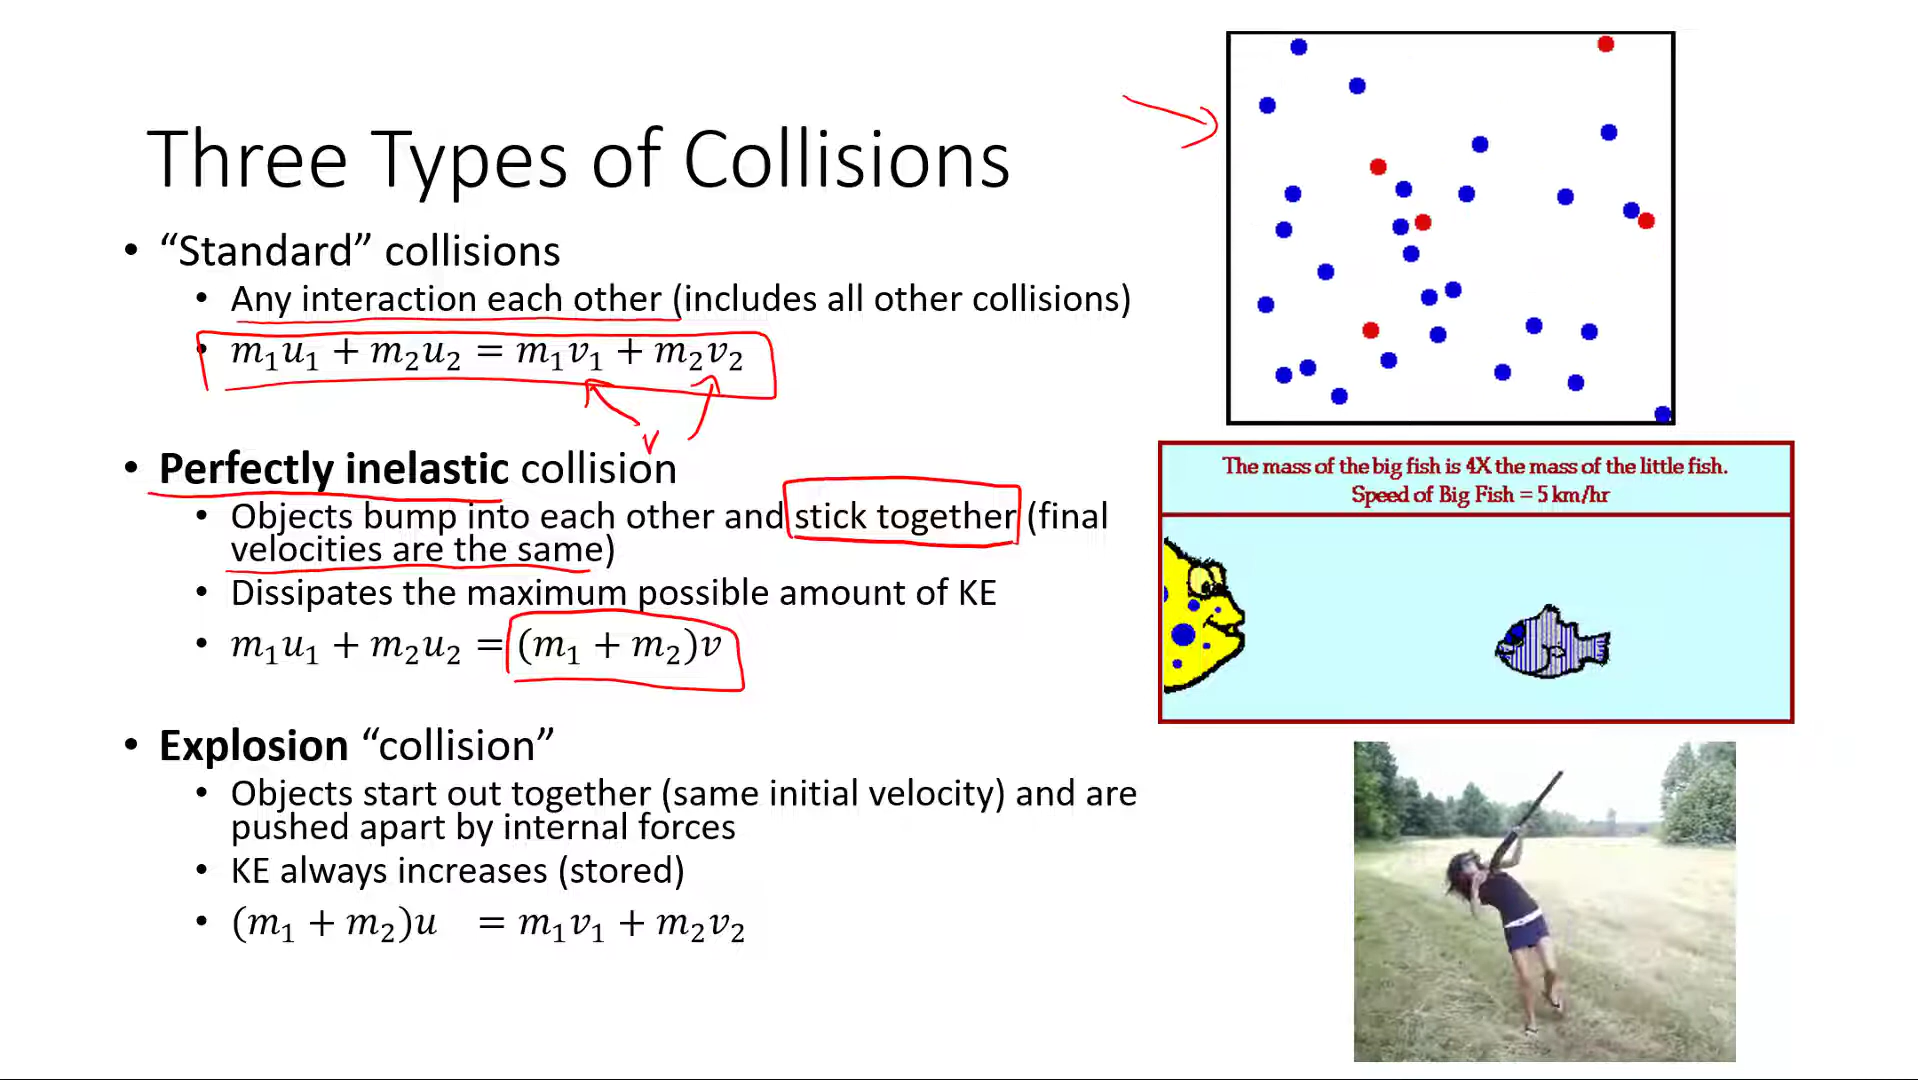 Three Types of Collisions
• “Standard” collisions
• Any interaction each other (includes all other collisions)
• m₁u₁ + m₂u₂ = m₁v₁ + m₂v₂
v
• Perfectly inelastic collision
• Objects bump into each other and stick together (final
velocities are the same)
• Dissipates the maximum possible amount of KE
• m₁u₁ + m₂u₂ = (m₁ + m₂)v
• Explosion “collision”
• Objects start out together (same initial velocity) and are
pushed apart by internal forces
• KE always increases (stored)
• (m₁ + m₂)u = m₁v₁ + m₂v₂
The mass of the big fish is 4X the mass of the little fish.
Speed of Big Fish = 5 km/hr